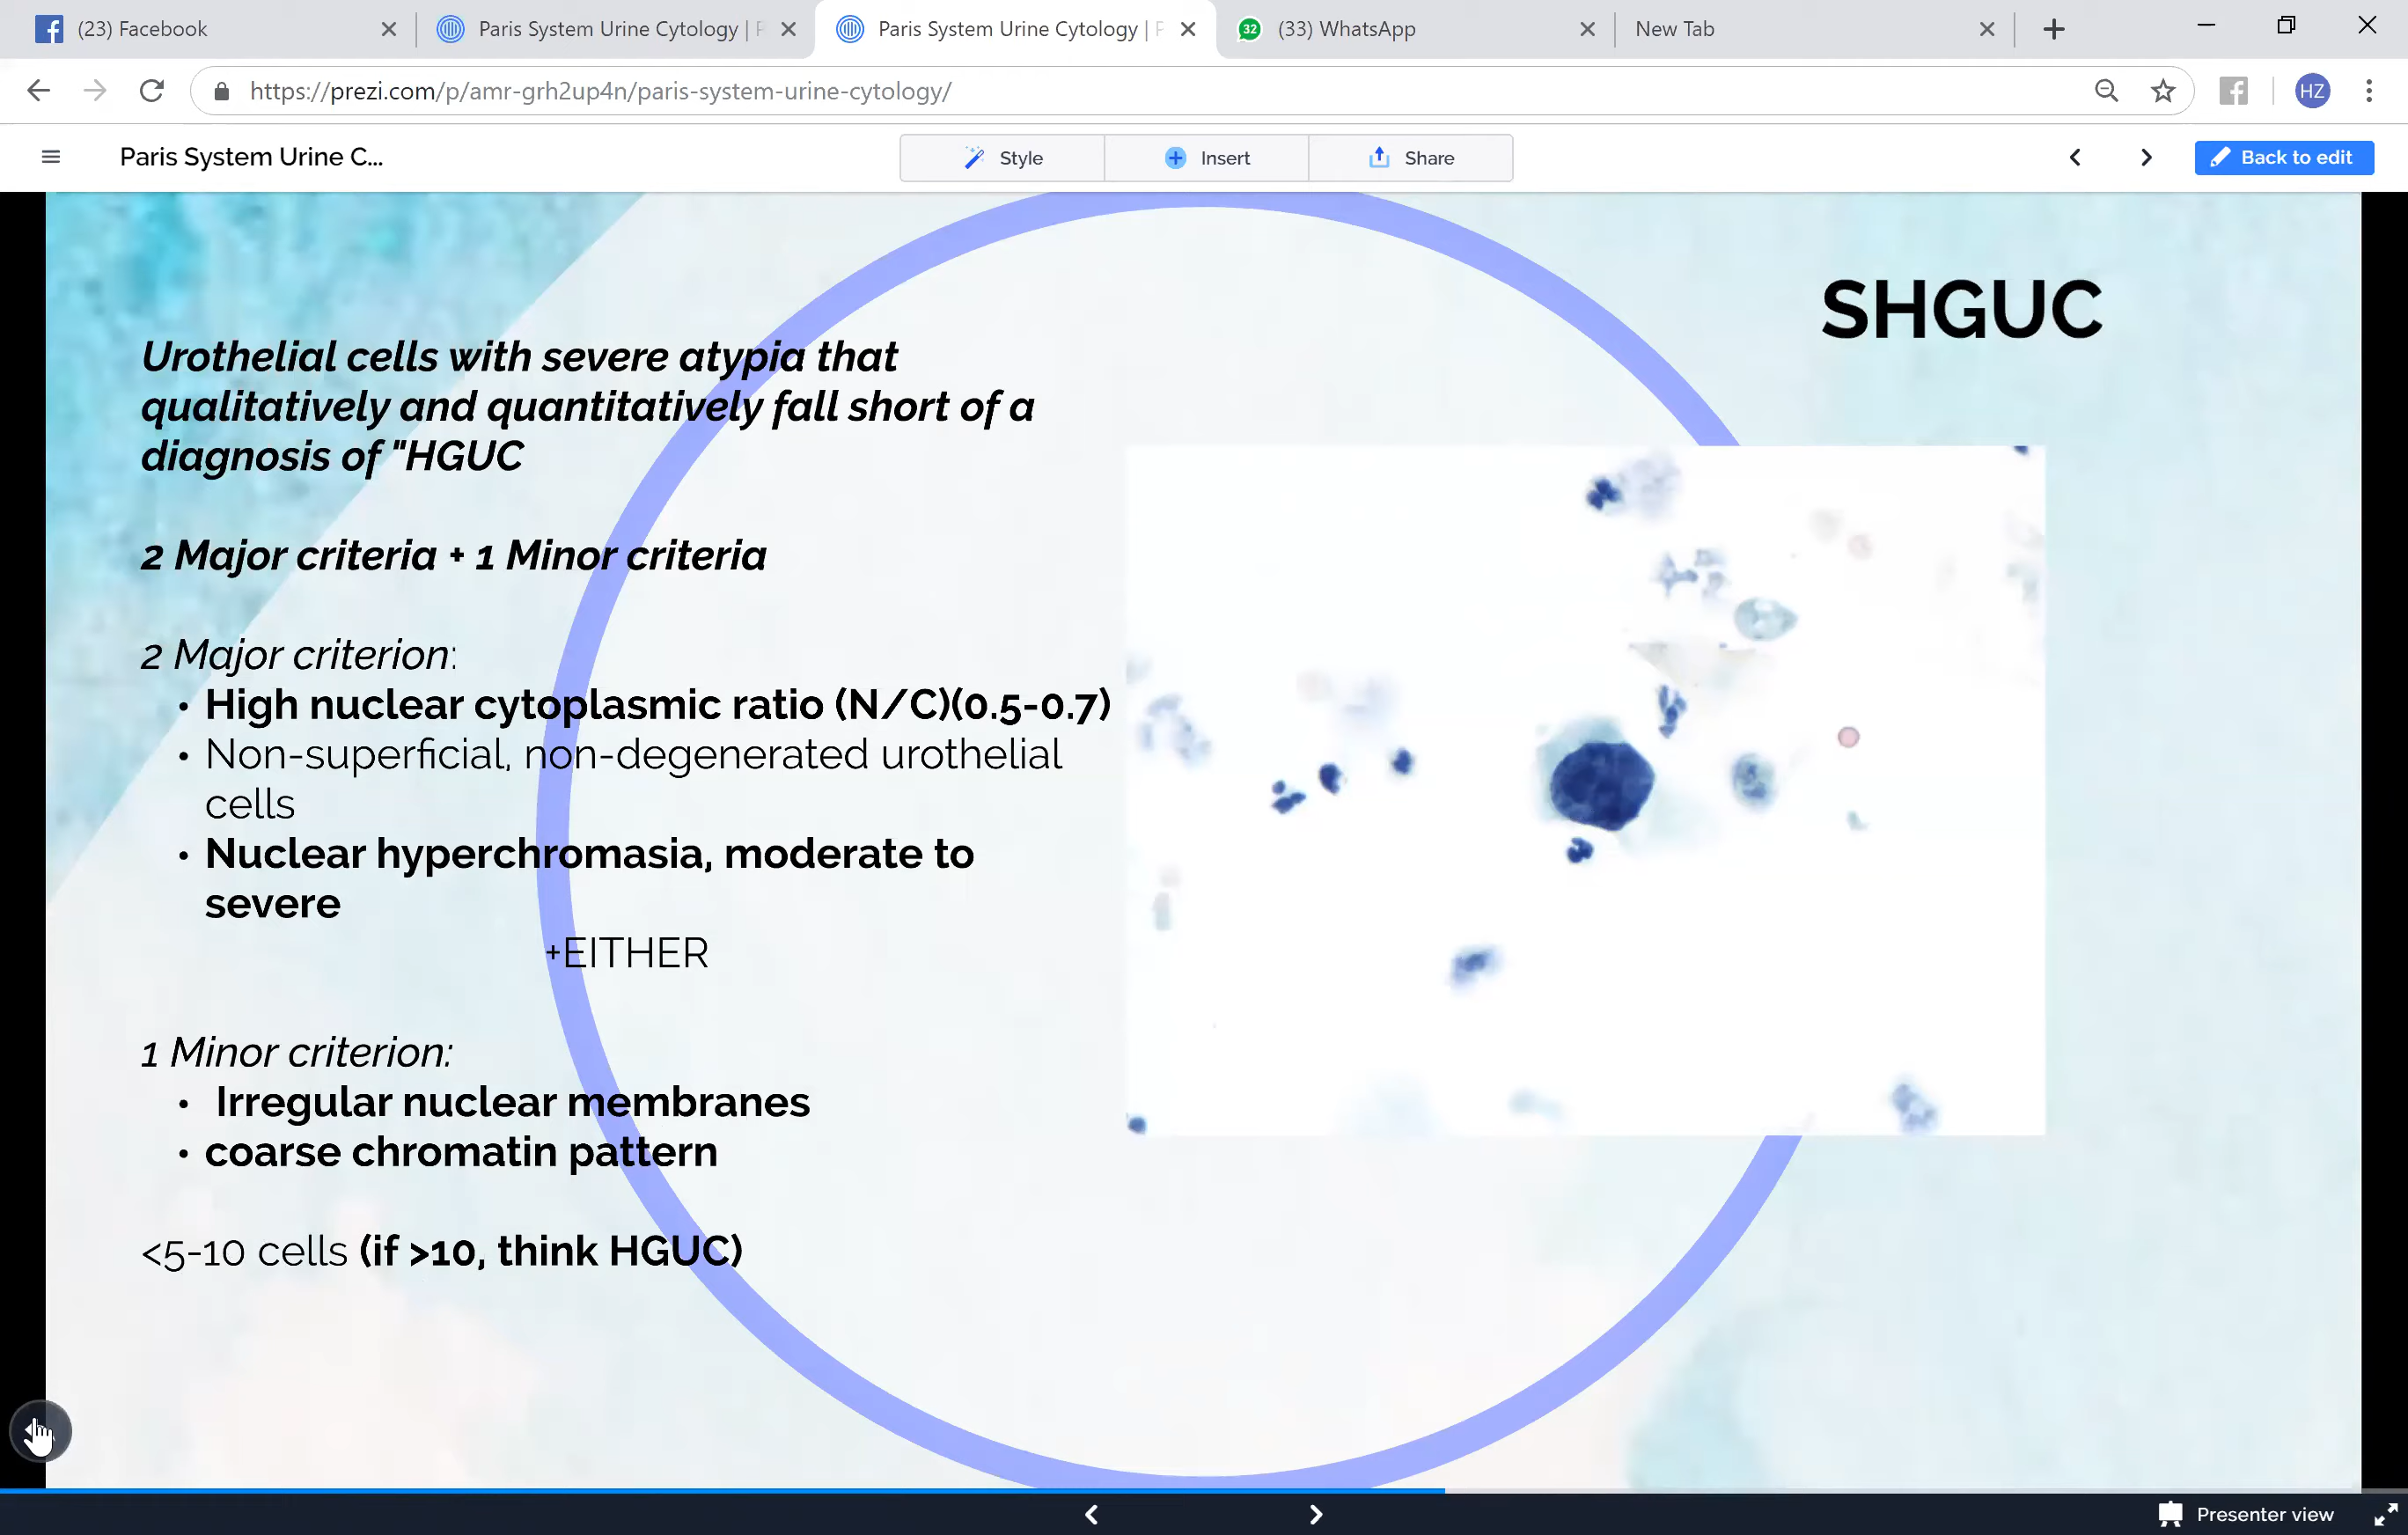 (23) Facebook
Paris System Urine Cytology |
Paris System Urine Cytology |
32
(33) WhatsApp
New Tab
https://prezi.com/p/amr-grh2up4n/paris-system-urine-cytology/
HZ
Paris System Urine C...
Style
Insert
Share
Back to edit
SHGUC
Urothelial cells with severe atypia that
qualitatively and quantitatively fall short of a
diagnosis of "HGUC
2 Major criteria + 1 Minor criteria
2 Major criterion:
• High nuclear cytoplasmic ratio (N/C)(0.5-0.7)
• Non-superficial, non-degenerated urothelial
cells
• Nuclear hyperchromasia, moderate to
severe
+EITHER
1 Minor criterion:
• Irregular nuclear membranes
• coarse chromatin pattern
<5-10 cells (if >10, think HGUC)
Presenter view